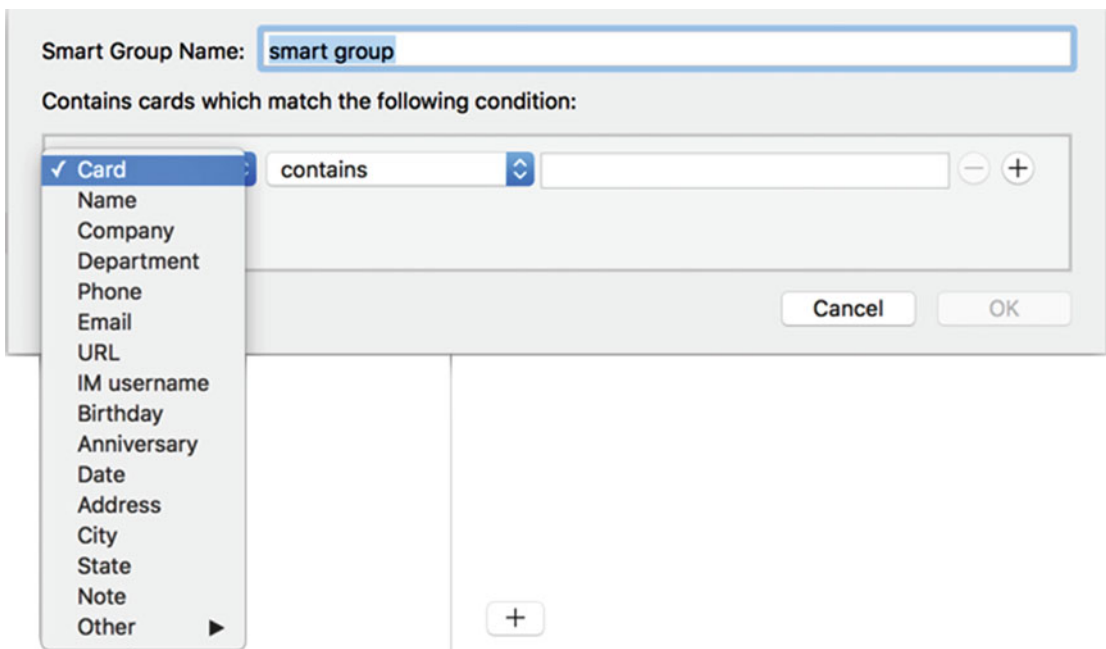 Smart Group Name: smart group
Contains cards which match the following condition:
✓ Card contains
Name
Company
Department
Phone
Email
Cancel OK
URL
IM username
Birthday
Anniversary
Date
Address
City
State
Note
Other ▶